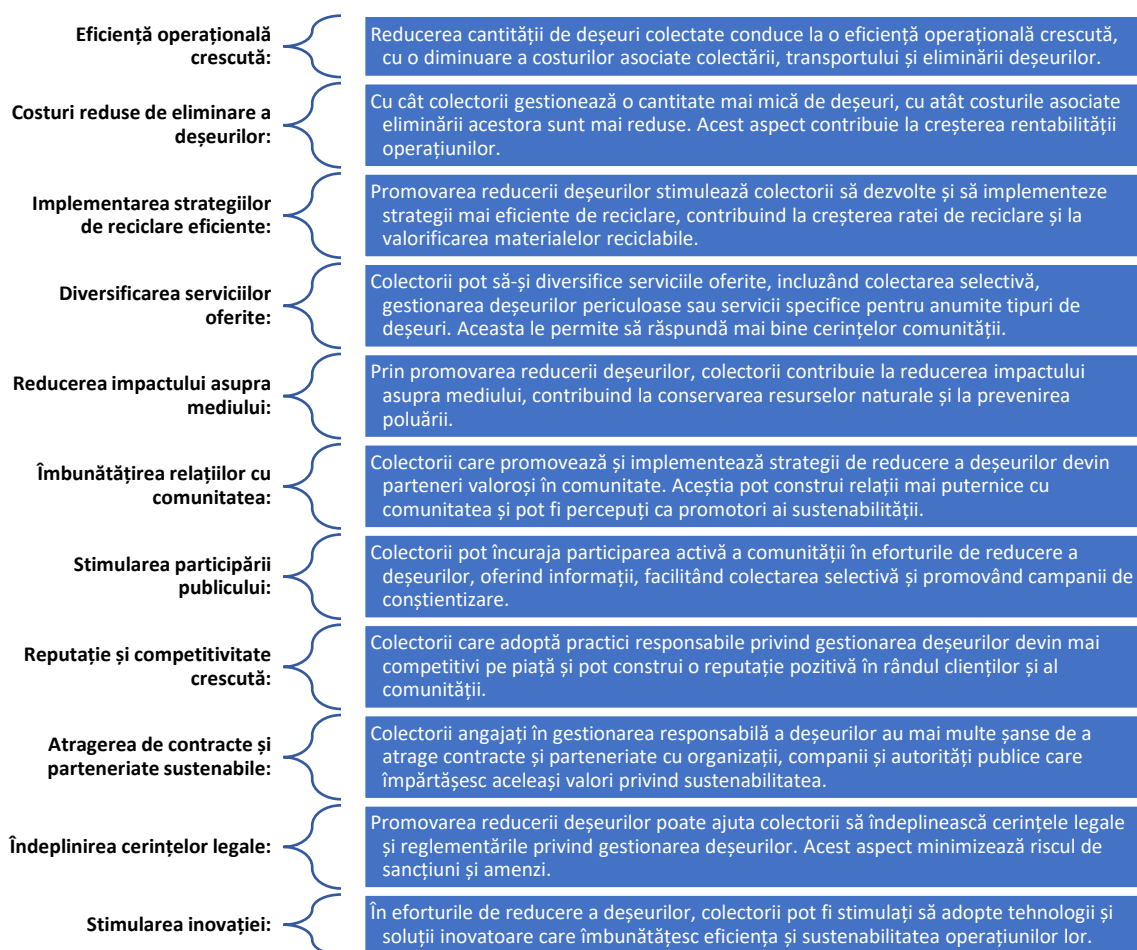 Eficiență operațională
crescută:
Reducerea cantității de deșeuri colectate conduce la o eficiență operațională crescută,
cu o diminuare a costurilor asociate colectării, transportului și eliminării deșeurilor.
Costuri reduse de eliminare a
deșeurilor:
Cu cât colectorii gestionează o cantitate mai mică de deșeuri, cu atât costurile asociate
eliminării acestora sunt mai reduse. Acest aspect contribuie la creșterea rentabilității
operațiunilor.
Implementarea strategiilor
de reciclare eficiente:
Promovarea reducerii deșeurilor stimulează colectorii să dezvolte și să implementeze
strategii mai eficiente de reciclare, contribuind la creșterea ratei de reciclare și la
valorificarea materialelor reciclabile.
Diversificarea serviciilor
oferite:
Colectorii pot să-și diversifice serviciile oferite, incluzând colectarea selectivă,
gestionarea deșeurilor periculoase sau servicii specifice pentru anumite tipuri de
deșeuri. Aceasta le permite să răspundă mai bine cerințelor comunității.
Reducerea impactului asupra
mediului:
Prin promovarea reducerii deșeurilor, colectorii contribuie la reducerea impactului
asupra mediului, contribuind la conservarea resurselor naturale și la prevenirea
poluării.
Îmbunătățirea relațiilor cu
comunitatea:
Colectorii care promovează și implementează strategii de reducere a deșeurilor devin
parteneri valoroși în comunitate. Aceștia pot construi relații mai puternice cu
comunitatea și pot fi percepuți ca promotori ai sustenabilității.
Stimularea participării
publicului:
Colectorii pot încuraja participarea activă a comunității în eforturile de reducere a
deșeurilor, oferind informații, facilitând colectarea selectivă și promovând campanii de
conștientizare.
Reputație și competitivitate
crescută:
Colectorii care adoptă practici responsabile privind gestionarea deșeurilor devin mai
competitivi pe piață și pot construi o reputație pozitivă în rândul clienților și al
comunității.
Atragerea de contracte și
parteneriate sustenabile:
Colectorii angajați în gestionarea responsabilă a deșeurilor au mai multe șanse de a
atrage contracte și parteneriate cu organizații, companii și autorități publice care
împărtășesc aceleași valori privind sustenabilitatea.
Îndeplinirea cerințelor legale:
Promovarea reducerii deșeurilor poate ajuta colectorii să îndeplinească cerințele legale
și reglementările privind gestionarea deșeurilor. Acest aspect minimizează riscul de
sancțiuni și amenzi.
Stimularea inovației:
În eforturile de reducere a deșeurilor, colectorii pot fi stimulați să adopte tehnologii și
soluții inovatoare care îmbunătățesc eficiența și sustenabilitatea operațiunilor lor.